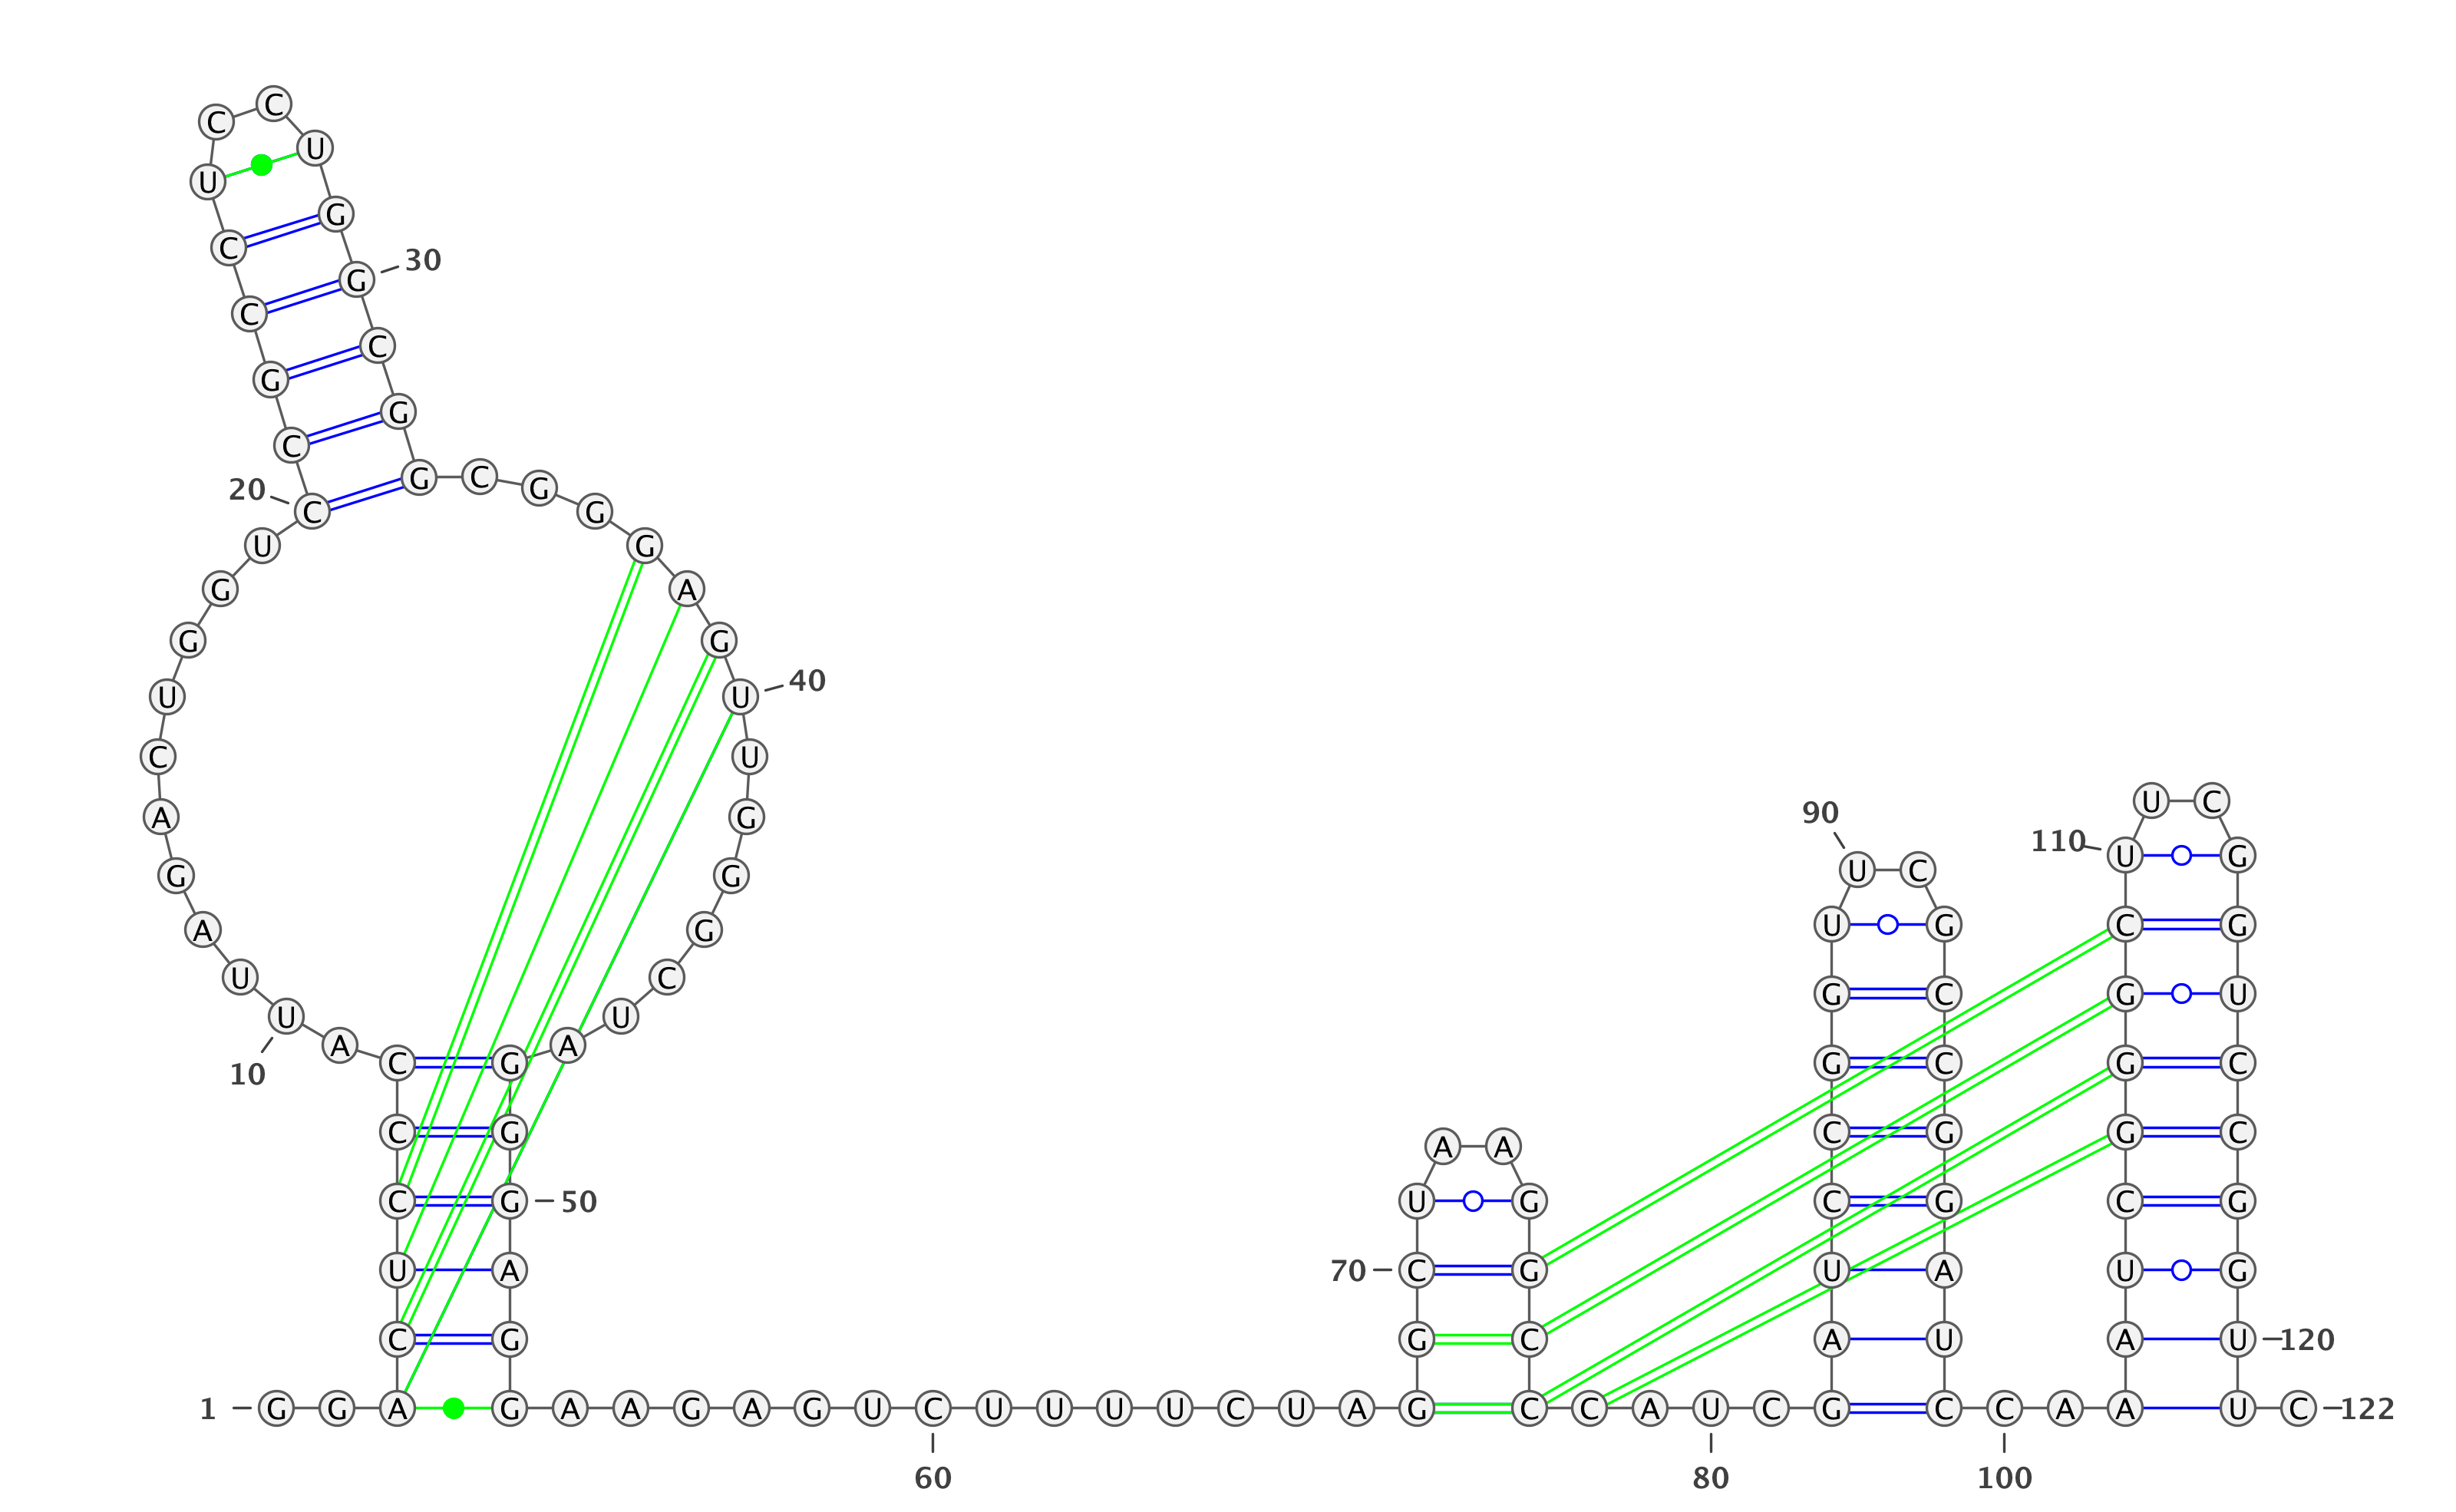 C C
U
U
G
C
G 30
C
C
G
G
C
G C G
20 C G
U G
G A
G G
U U 40
C U
U C
90
A G
110 U G
U C
G G
U G C G
A G
U C
G C G U
U U
A A
C G G C G C
10
C G C G G C
A A
C G 50 U G C G C G
U A 70 C G U A U G
C G G C A U A U 120
1 G G A G A A G A G U C U U U U C U A G C C A U C G C C A A U C 122
60 80 100